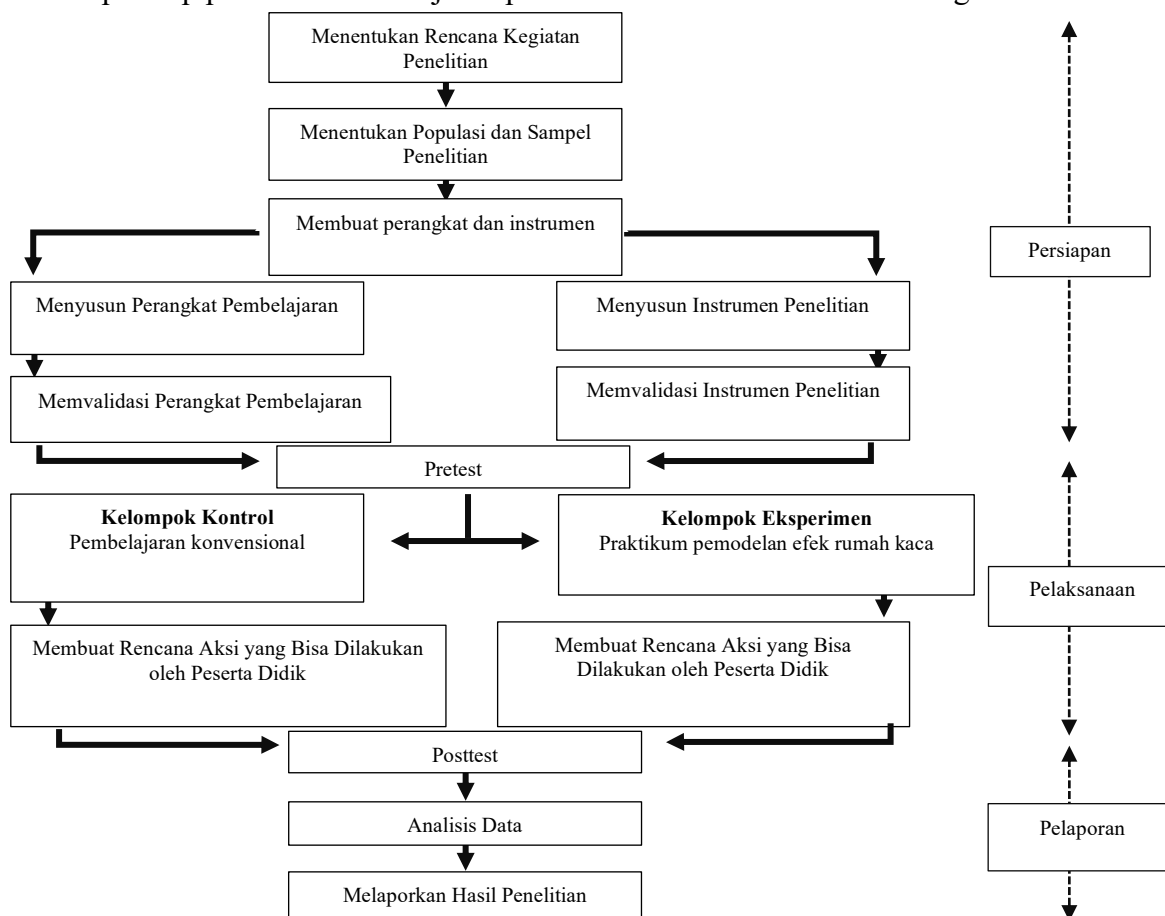 Menentukan Rencana Kegiatan
Penelitian
Menentukan Populasi dan Sampel
Penelitian
Membuat perangkat dan instrumen
Persiapan
Menyusun Perangkat Pembelajaran
Menyusun Instrumen Penelitian
Memvalidasi Perangkat Pembelajaran
Memvalidasi Instrumen Penelitian
Pretest
Kelompok Kontrol
Pembelajaran konvensional
Kelompok Eksperimen
Praktikum pemodelan efek rumah kaca
Pelaksanaan
Membuat Rencana Aksi yang Bisa Dilakukan
oleh Peserta Didik
Membuat Rencana Aksi yang Bisa
Dilakukan oleh Peserta Didik
Posttest
Analisis Data
Pelaporan
Melaporkan Hasil Penelitian